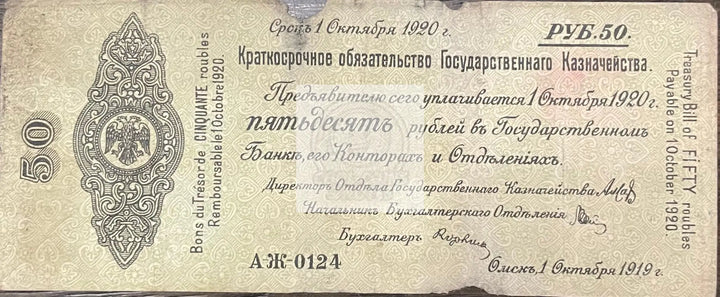 Срокъ 1 Октября 1920 г.
РУБ. 50.
Краткосрочное обязательство Государственнаго Казначейства.
Предъявителю сего уплачивается 1 Октября 1920 г.
пятьдесятъ рублей въ Государственномъ
Банкѣ, его Конторахъ и Отдѣленіяхъ.
Директоръ Отдѣла Государственнаго Казначейства
Начальникъ Бухгалтерскаго Отдѣленія
Бухгалтеръ
А-Ж-0124
Омскъ, 1 Октября 1919 г.
50
Bons du Trésor de CINQUANTE roubles
Remboursable le 1 Octobre 1920.
Treasury Bill of FIFTY roubles
Payable on 1 October 1920.